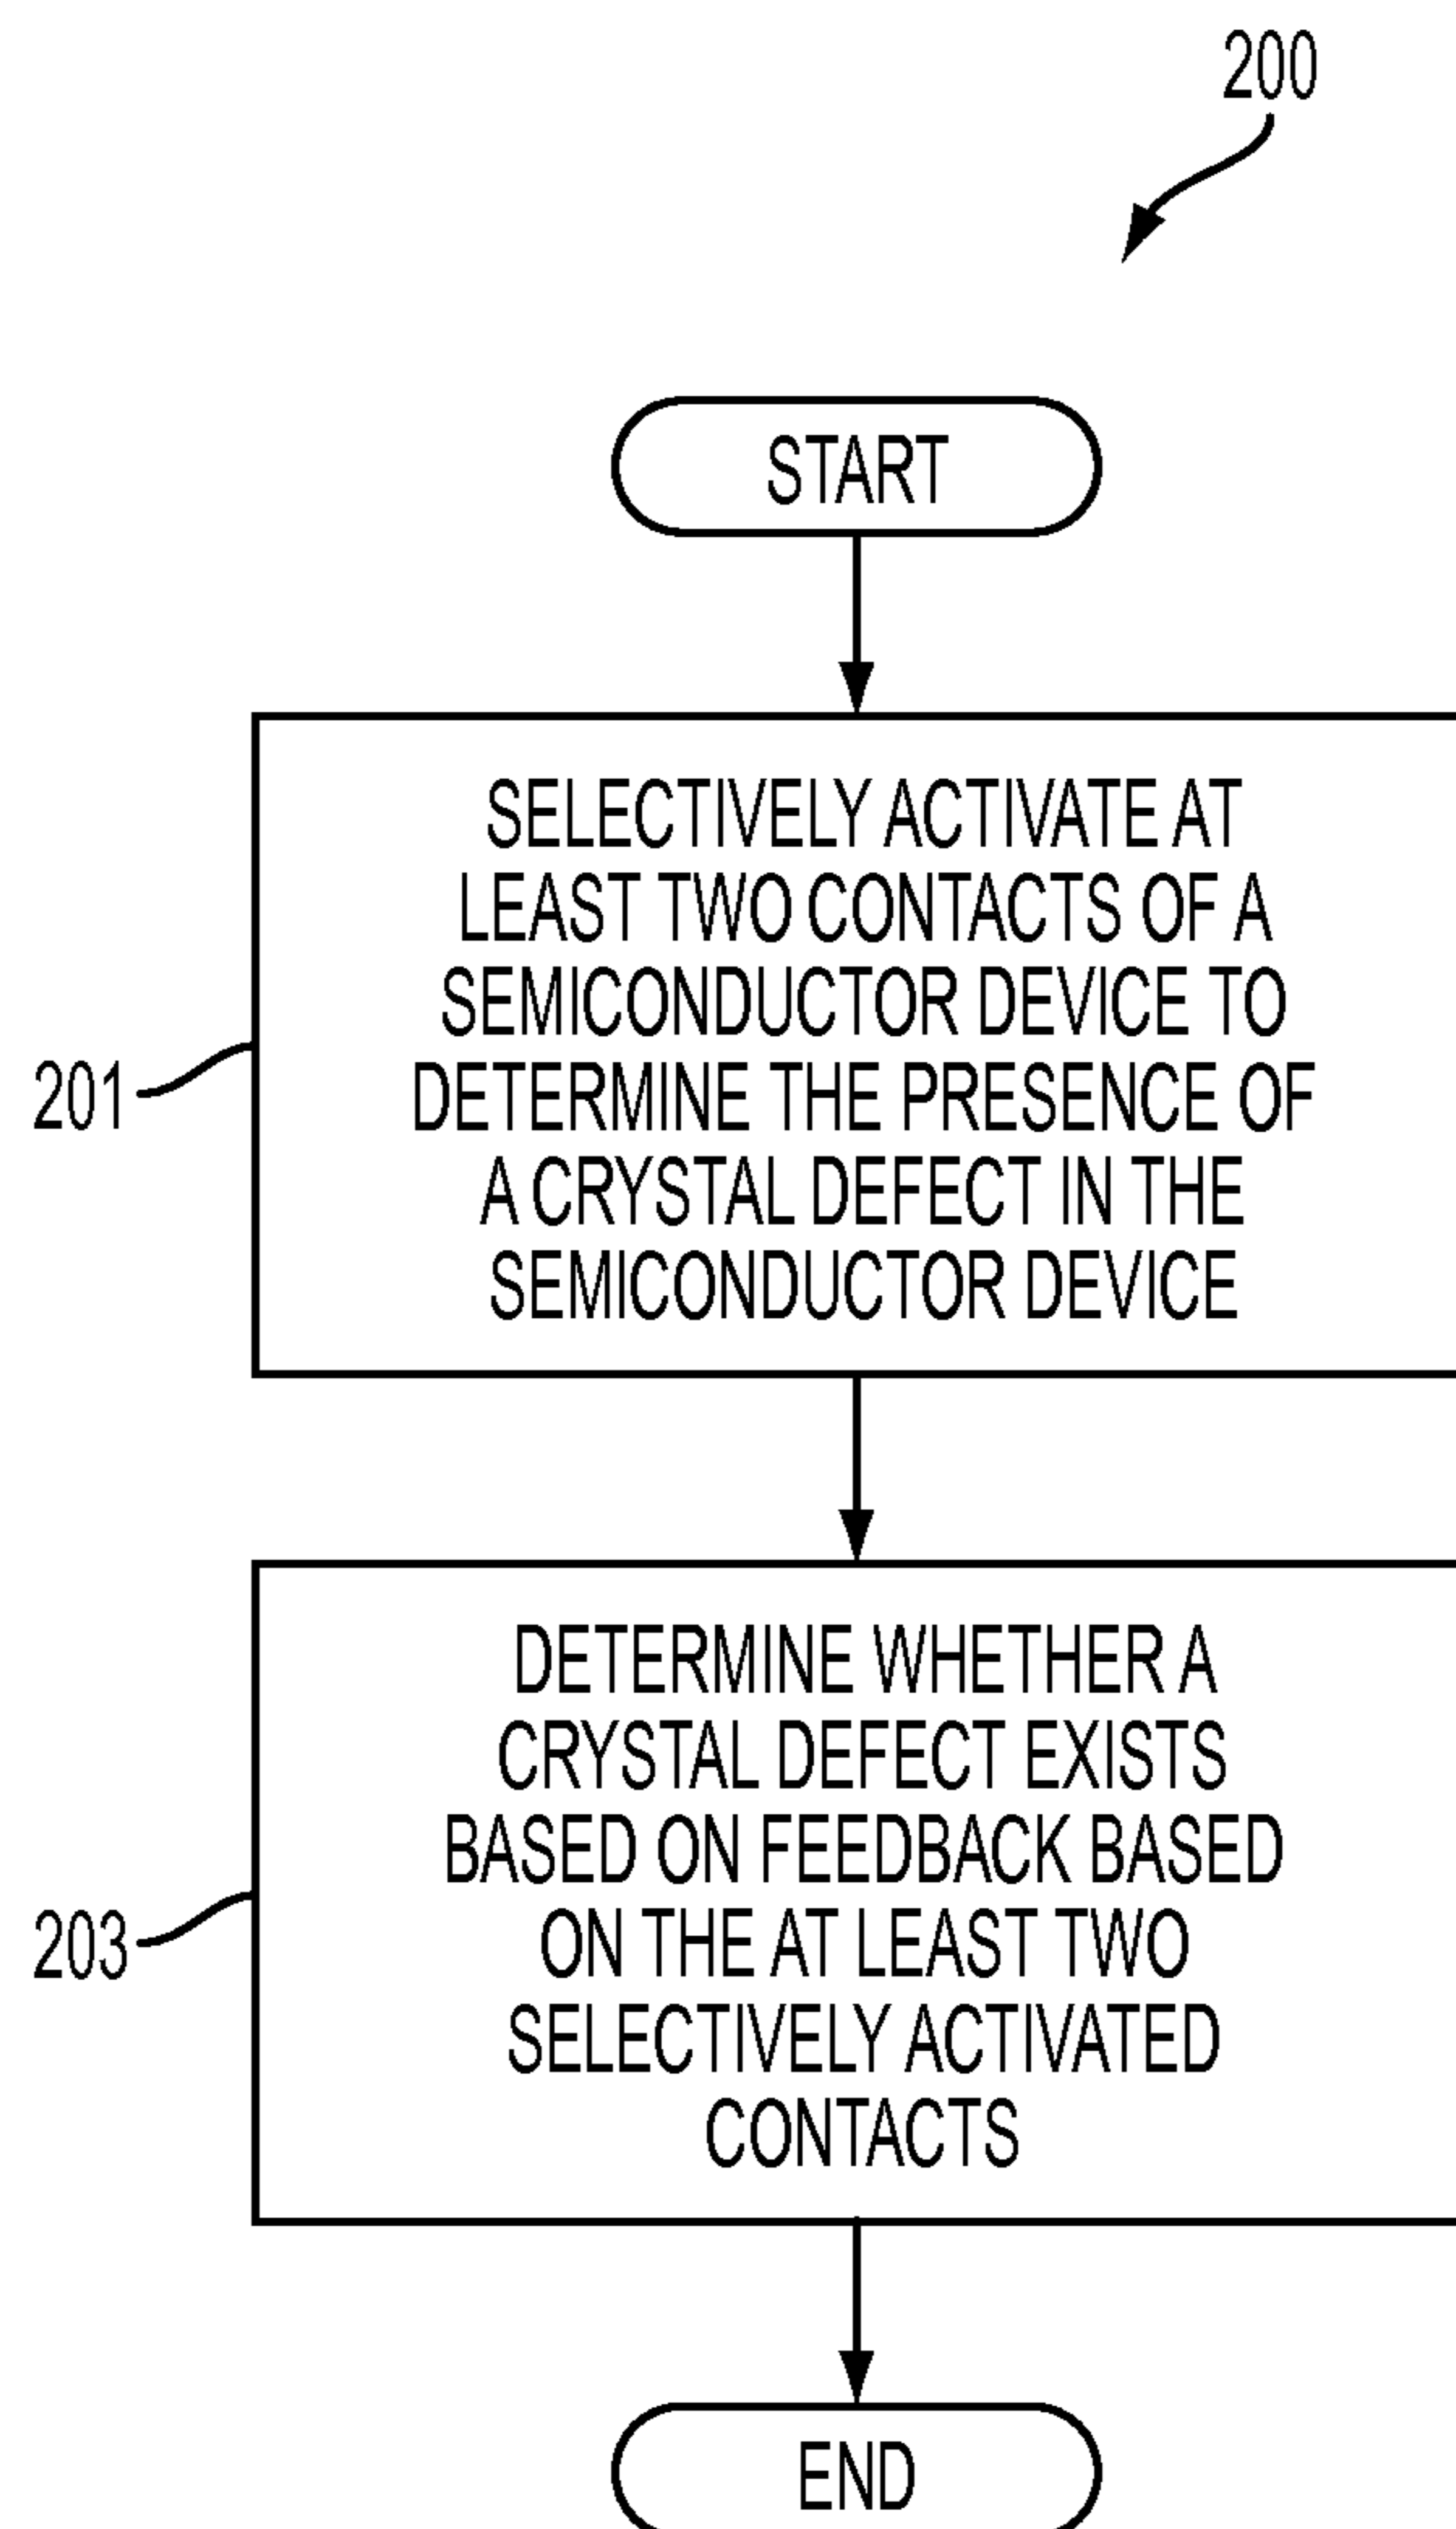 200
START
SELECTIVELY ACTIVATE AT
LEAST TWO CONTACTS OF A
SEMICONDUCTOR DEVICE TO
DETERMINE THE PRESENCE OF
A CRYSTAL DEFECT IN THE
SEMICONDUCTOR DEVICE
201
DETERMINE WHETHER A
CRYSTAL DEFECT EXISTS
BASED ON FEEDBACK BASED
ON THE AT LEAST TWO
SELECTIVELY ACTIVATED
CONTACTS
203
END